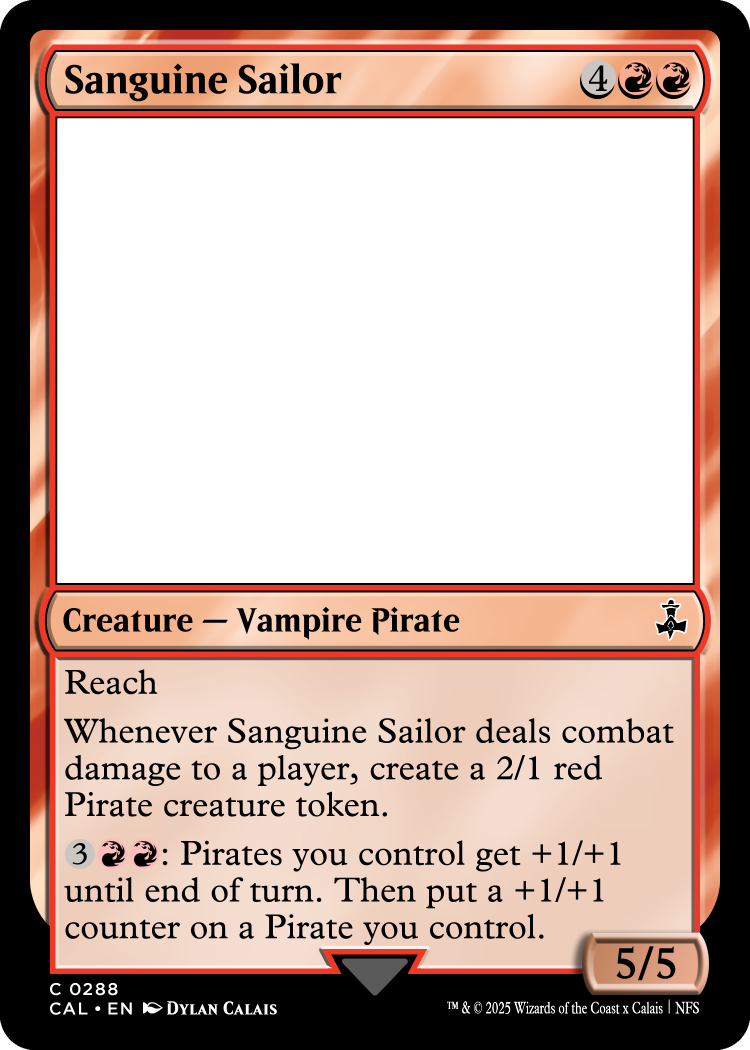 Sanguine Sailor 4
Creature — Vampire Pirate
Reach
Whenever Sanguine Sailor deals combat
damage to a player, create a 2/1 red
Pirate creature token.
3 : Pirates you control get +1/+1
until end of turn. Then put a +1/+1
counter on a Pirate you control.
5/5
C 0288
CAL • EN DYLAN CALAIS
™ & © 2025 Wizards of the Coast x Calais | NFS